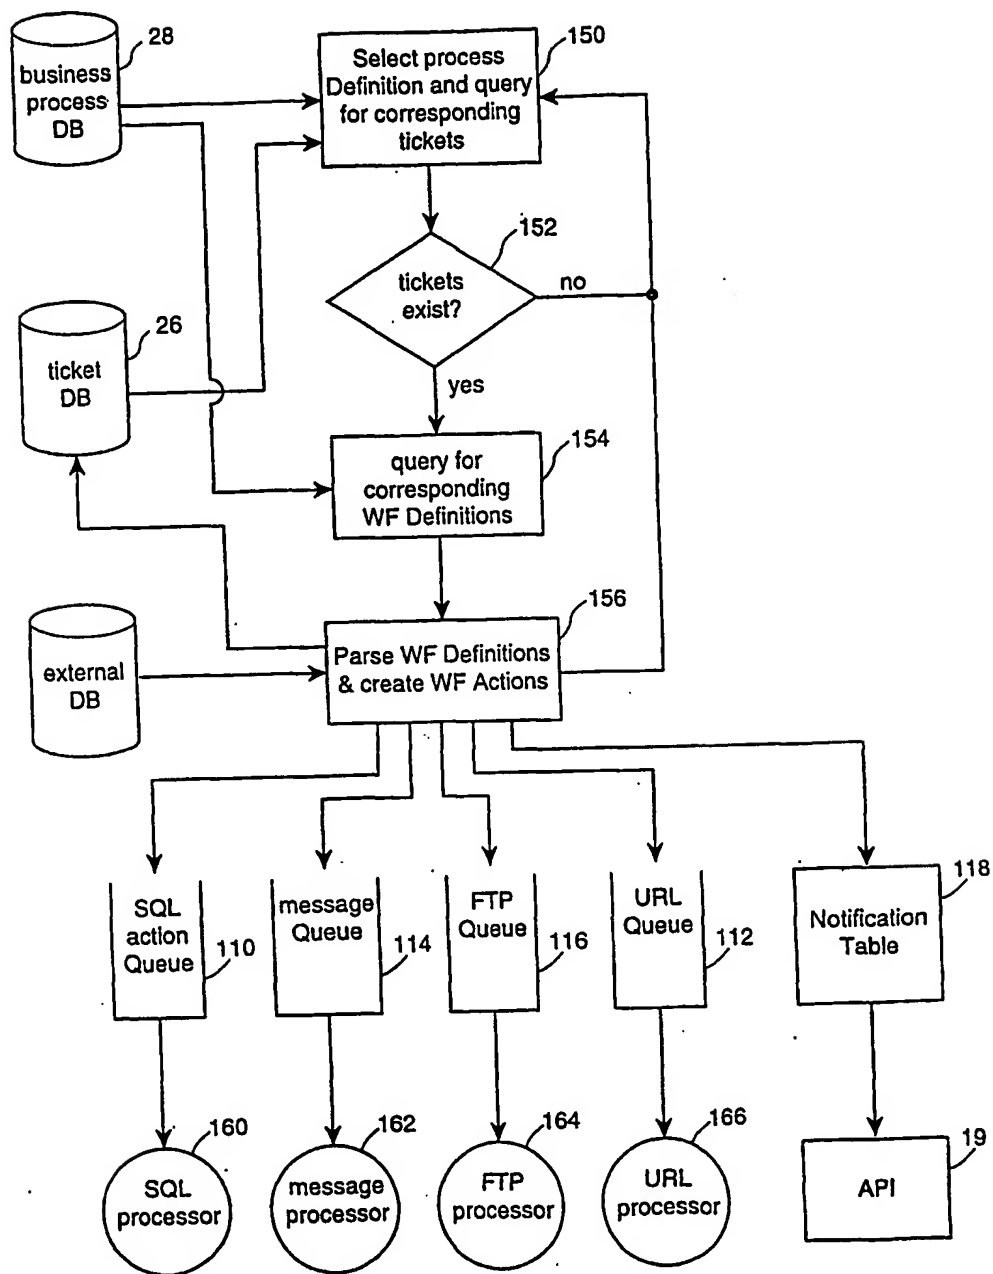 28
business
process
DB
150
Select process
Definition and query
for corresponding
tickets
152
tickets
exist?
no
26
ticket
DB
yes
154
query for
corresponding
WF Definitions
156
Parse WF Definitions
& create WF Actions
external
DB
SQL
action
Queue
110
message
Queue
114
FTP
Queue
116
URL
Queue
112
118
Notification
Table
160
SQL
processor
162
message
processor
164
FTP
processor
166
URL
processor
19
API